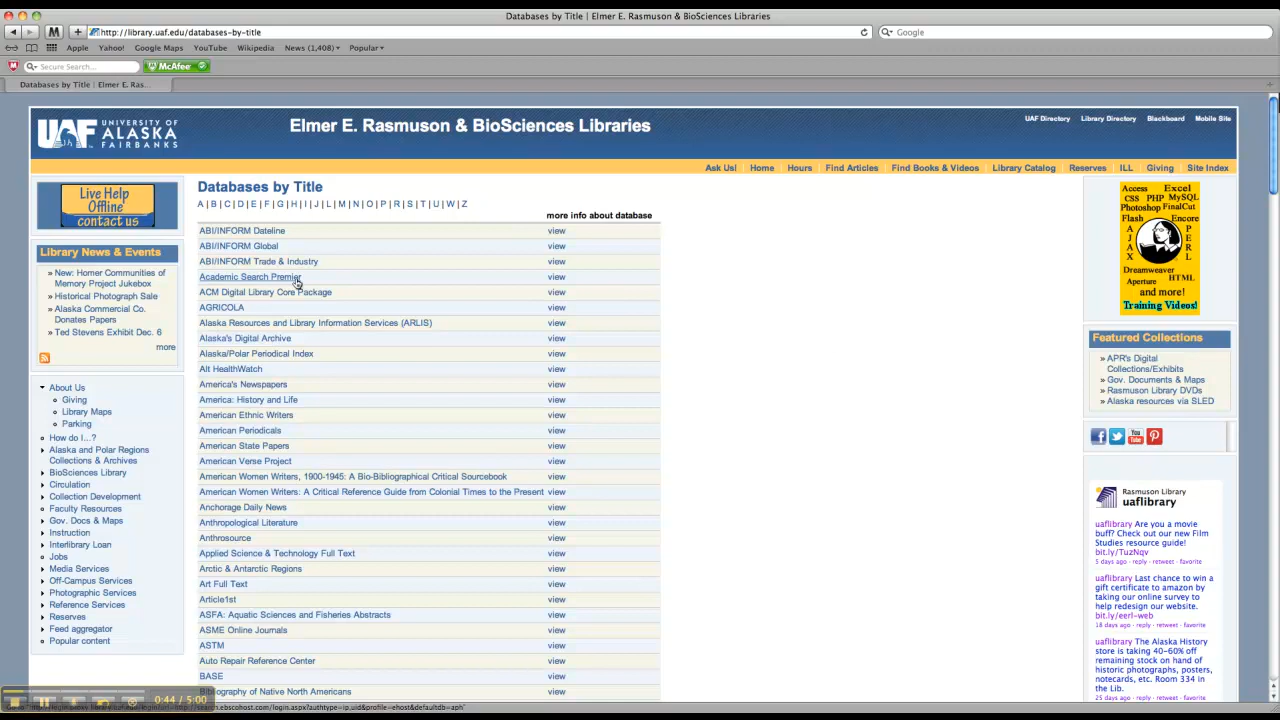 Databases by Title | Elmer E. Rasmuson & BioSciences Libraries
http://library.uaf.edu/databases-by-title
Google
Apple Yahoo! Google Maps YouTube Wikipedia News (1,408) Popular
Secure Search...
McAfee
Databases by Title | Elmer E. Ras...
UAF UNIVERSITY OF ALASKA FAIRBANKS
Elmer E. Rasmuson & BioSciences Libraries
UAF Directory Library Directory Blackboard Mobile Site
Ask Us! Home Hours Find Articles Find Books & Videos Library Catalog Reserves ILL Giving Site Index
Live Help
Offline
contact us
Library News & Events
» New: Homer Communities of
Memory Project Jukebox
» Historical Photograph Sale
» Alaska Commercial Co.
Donates Papers
» Ted Stevens Exhibit Dec. 6
more
About Us
Giving
Library Maps
Parking
How do I...?
Alaska and Polar Regions
Collections & Archives
BioSciences Library
Circulation
Collection Development
Faculty Resources
Gov. Docs & Maps
Instruction
Interlibrary Loan
Jobs
Media Services
Off-Campus Services
Photographic Services
Reference Services
Reserves
Feed aggregator
Popular content
Databases by Title
A | B | C | D | E | F | G | H | I | J | L | M | N | O | P | R | S | T | U | W | Z
more info about database
ABI/INFORM Dateline view
ABI/INFORM Global view
ABI/INFORM Trade & Industry view
Academic Search Premier view
ACM Digital Library Core Package view
AGRICOLA view
Alaska Resources and Library Information Services (ARLIS) view
Alaska's Digital Archive view
Alaska/Polar Periodical Index view
Alt HealthWatch view
America's Newspapers view
America: History and Life view
American Ethnic Writers view
American Periodicals view
American State Papers view
American Verse Project view
American Women Writers, 1900-1945: A Bio-Bibliographical Critical Sourcebook view
American Women Writers: A Critical Reference Guide from Colonial Times to the Present view
Anchorage Daily News view
Anthropological Literature view
Anthrosource view
Applied Science & Technology Full Text view
Arctic & Antarctic Regions view
Art Full Text view
Article1st view
ASFA: Aquatic Sciences and Fisheries Abstracts view
ASME Online Journals view
ASTM view
Auto Repair Reference Center view
BASE view
Bibliography of Native North Americans view
Access Excel
CSS PHP MySQL
Photoshop FinalCut
Flash Encore
AJAX
PERL
Dreamweaver
Aperture HTML
and more!
Training Videos!
Featured Collections
» APR's Digital
Collections/Exhibits
» Gov. Documents & Maps
» Rasmuson Library DVDs
» Alaska resources via SLED
You Tube
Rasmuson Library
uaflibrary
uaflibrary Are you a movie
buff? Check out our new Film
Studies resource guide!
bit.ly/TuzNqv
5 days ago · reply · retweet · favorite
uaflibrary Last chance to win a
gift certificate to amazon by
taking our online survey to
help redesign our website.
bit.ly/eerl-web
18 days ago · reply · retweet · favorite
uaflibrary The Alaska History
store is taking 40-60% off
remaining stock on hand of
historic photographs, posters,
notecards, etc. Room 334 in
the Lib.
25 days ago · reply · retweet · favorite
0:44 / 5:00